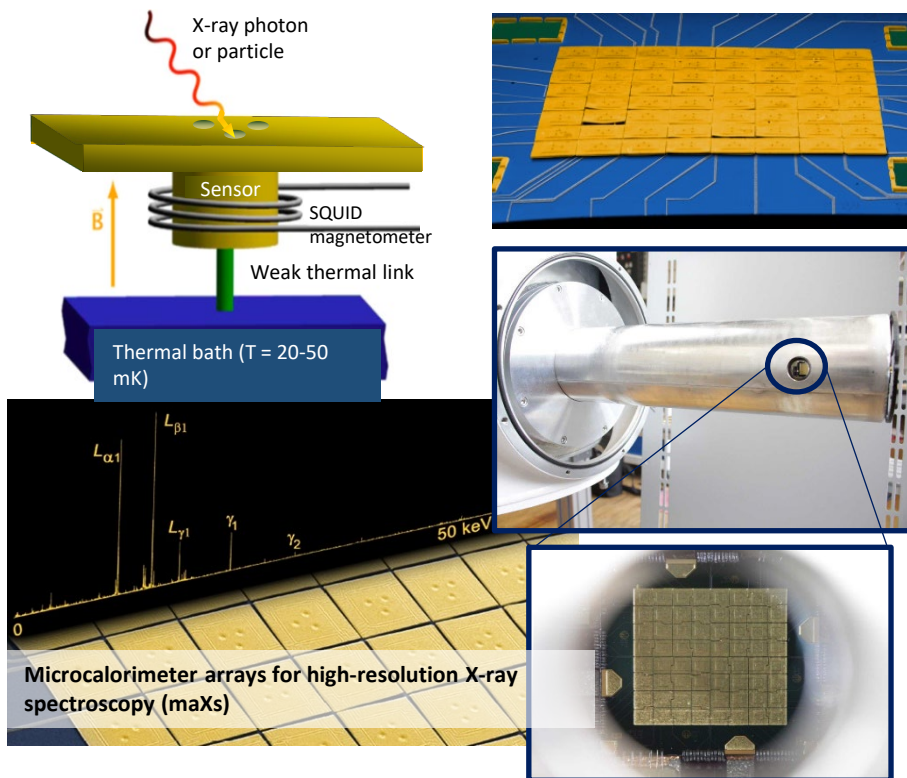 X-ray photon
or particle
Sensor
SQUID
magnetometer
B
Weak thermal link
Thermal bath (T = 20-50
mK)
Lα1
Lβ1
Lγ1
γ1
γ2
50 keV
0
Microcalorimeter arrays for high-resolution X-ray
spectroscopy (maXs)